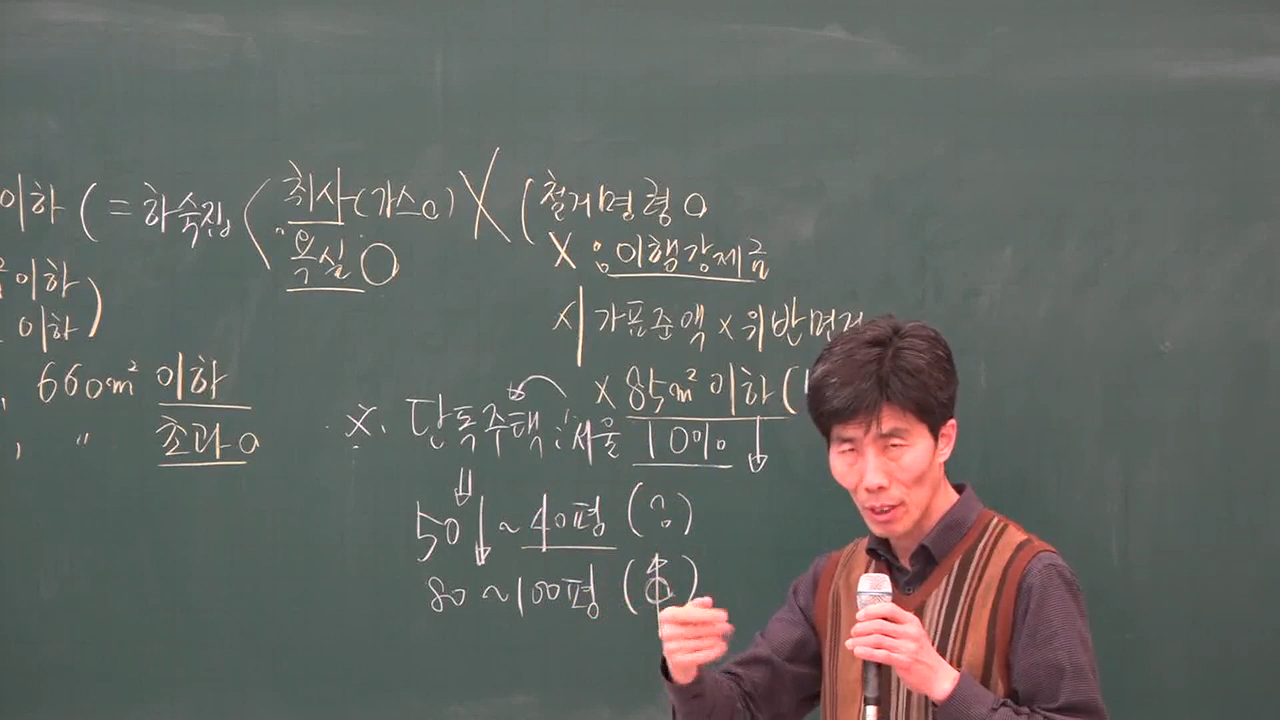 이하 (= 하숙집 < 취사(가스o) X (철거명령 o
욕실 O
X 이행강제금
이하
이하 )
시가표준액 x 위반면적
, 660m² 이하
x 85m² 이하 (
, 〃 초과 o
※. 단독주택 : 서울 10% ↓
50↓ ~ 40평 ( )
80 ~ 100평 ( )